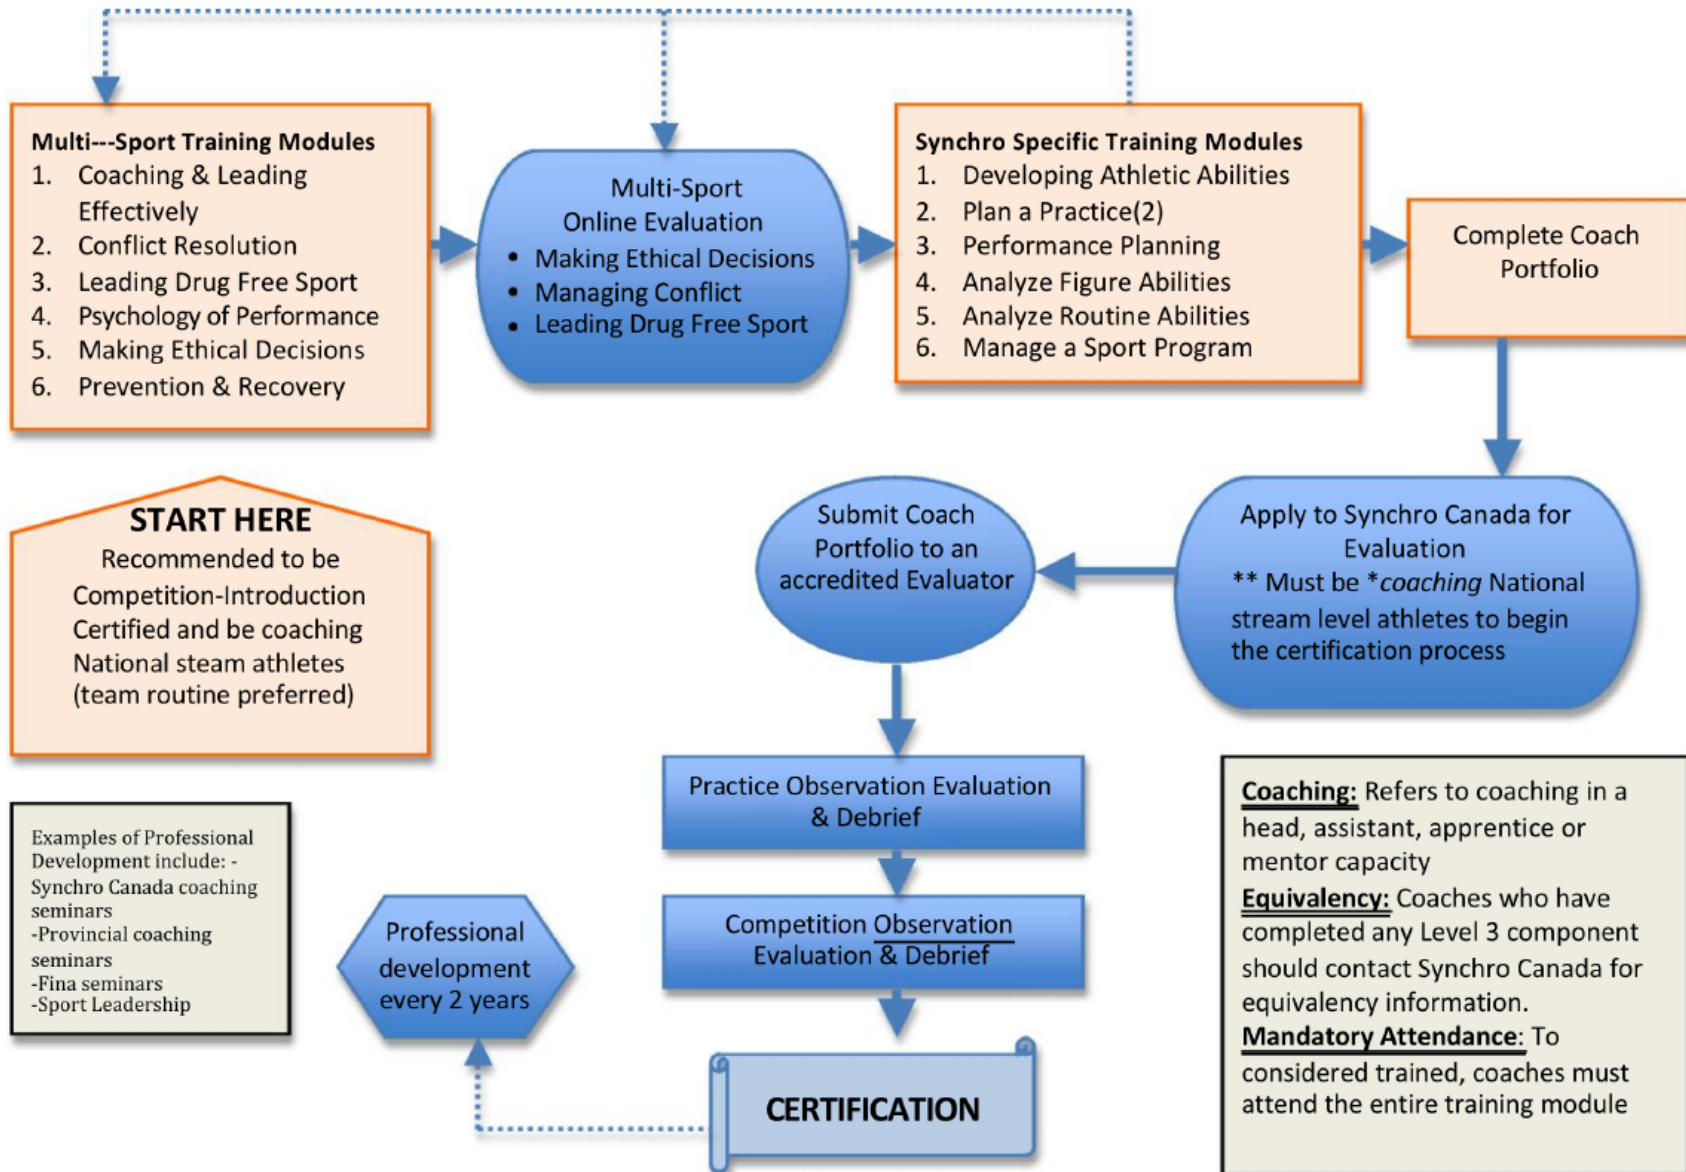 Multi---Sport Training Modules
1. Coaching & Leading
Effectively
2. Conflict Resolution
3. Leading Drug Free Sport
4. Psychology of Performance
5. Making Ethical Decisions
6. Prevention & Recovery
Multi-Sport
Online Evaluation
• Making Ethical Decisions
• Managing Conflict
• Leading Drug Free Sport
Synchro Specific Training Modules
1. Developing Athletic Abilities
2. Plan a Practice(2)
3. Performance Planning
4. Analyze Figure Abilities
5. Analyze Routine Abilities
6. Manage a Sport Program
Complete Coach
Portfolio
START HERE
Recommended to be
Competition-Introduction
Certified and be coaching
National steam athletes
(team routine preferred)
Submit Coach
Portfolio to an
accredited Evaluator
Apply to Synchro Canada for
Evaluation
** Must be *coaching National
stream level athletes to begin
the certification process
Practice Observation Evaluation
& Debrief
Competition Observation
Evaluation & Debrief
Professional
development
every 2 years
CERTIFICATION
Examples of Professional
Development include: -
Synchro Canada coaching
seminars
-Provincial coaching
seminars
-Fina seminars
-Sport Leadership
Coaching: Refers to coaching in a
head, assistant, apprentice or
mentor capacity
Equivalency: Coaches who have
completed any Level 3 component
should contact Synchro Canada for
equivalency information.
Mandatory Attendance: To
considered trained, coaches must
attend the entire training module